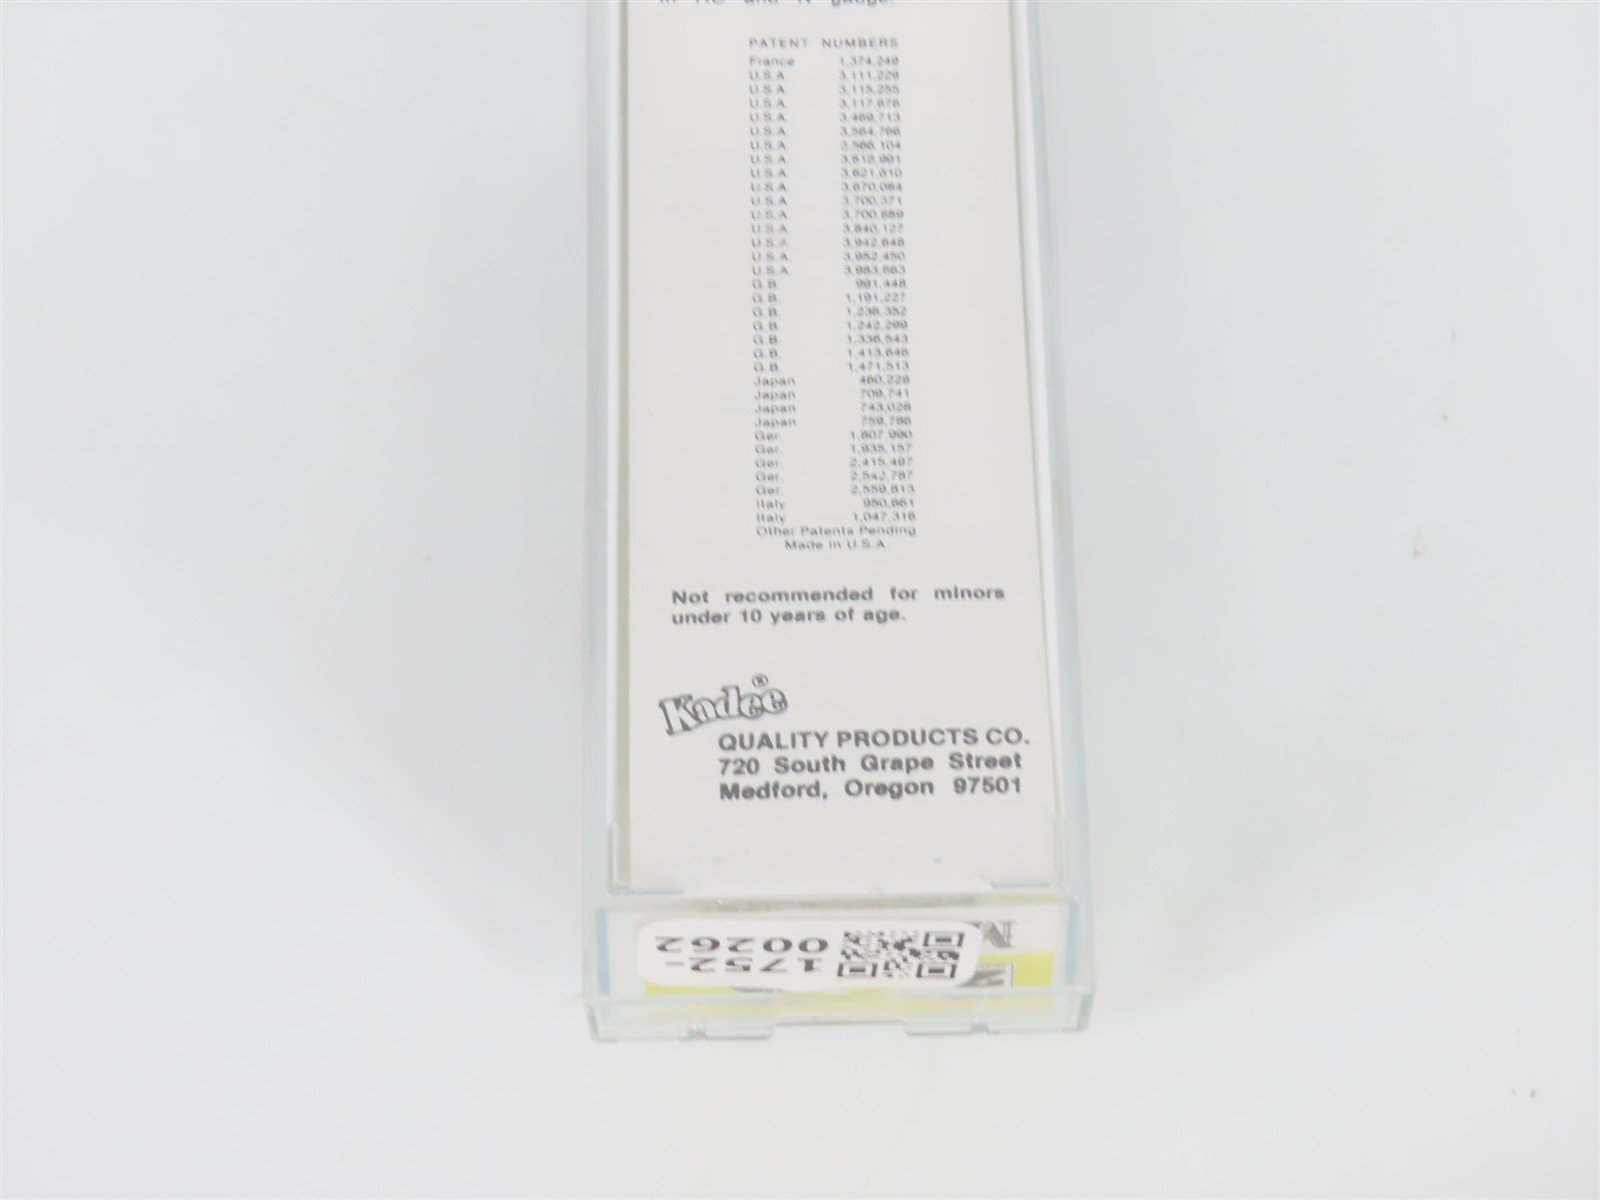 in HO and N gauge.
PATENT NUMBERS
France 1,374,249
U.S.A 3,111,229
U.S.A 3,115,255
U.S.A. 3,117,676
U.S.A. 3,469,713
U.S.A. 3,564,766
U.S.A. 3,566,104
U.S.A. 3,618,901
U.S.A. 3,621,610
U.S.A. 3,670,064
U.S.A. 3,700,371
U.S.A. 3,700,889
U.S.A. 3,840,127
U.S.A. 3,942,648
U.S.A. 3,952,450
U.S.A. 3,983,663
G.B. 991,448
G.B. 1,191,227
G.B. 1,236,352
G.B. 1,242,299
G.B. 1,336,543
G.B. 1,413,646
G.B. 1,471,513
Japan 460,228
Japan 709,741
Japan 743,028
Japan 759,786
Ger. 1,807,990
Ger. 1,935,157
Ger. 2,415,497
Ger. 2,542,787
Ger. 2,559,813
Italy 950,661
Italy 1,047,316
Other Patents Pending
Made in U.S.A.
Not recommended for minors
under 10 years of age.
Kadee®
QUALITY PRODUCTS CO.
720 South Grape Street
Medford, Oregon 97501
1752-
00262